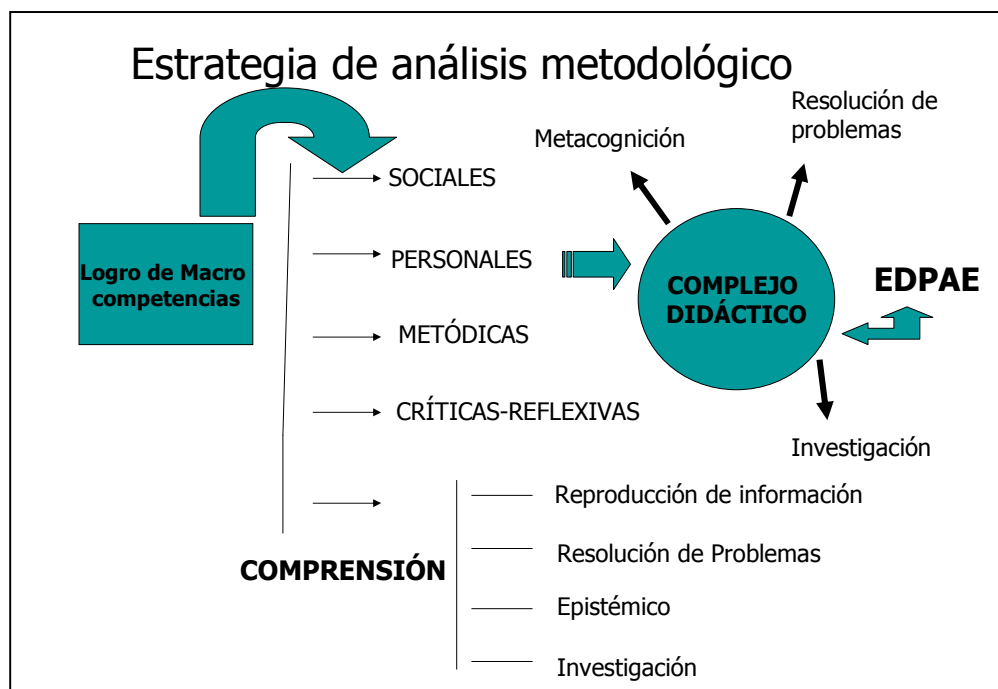 Estrategia de análisis metodológico
Logro de Macro
competencias
SOCIALES
PERSONALES
METÓDICAS
CRÍTICAS-REFLEXIVAS
COMPRENSIÓN
Reproducción de información
Resolución de Problemas
Epistémico
Investigación
Metacognición
Resolución de
problemas
COMPLEJO
DIDÁCTICO
EDPAE
Investigación